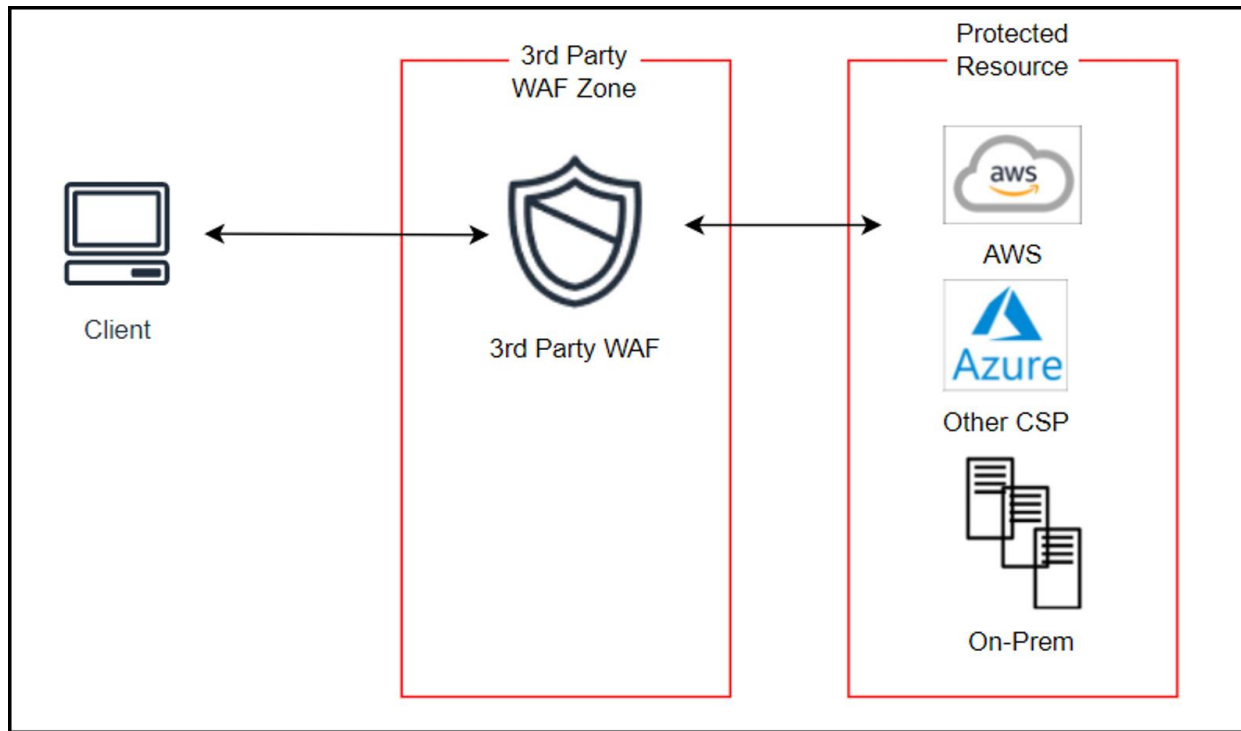 3rd Party
WAF Zone
Protected
Resource
Client
3rd Party WAF
aws
AWS
Azure
Other CSP
On-Prem